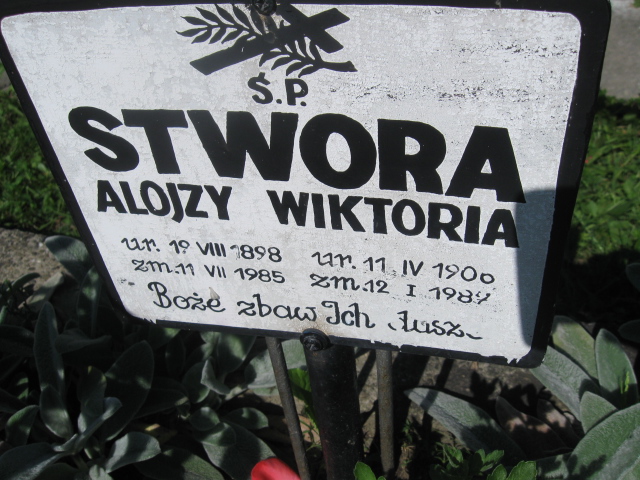 Ś.P.
STWORA
ALOJZY WIKTORIA
ur. 19 VIII 1898 ur. 11 IV 1900
zm. 11 VII 1985 zm. 12 I 1987
Boże zbaw Ich dusz